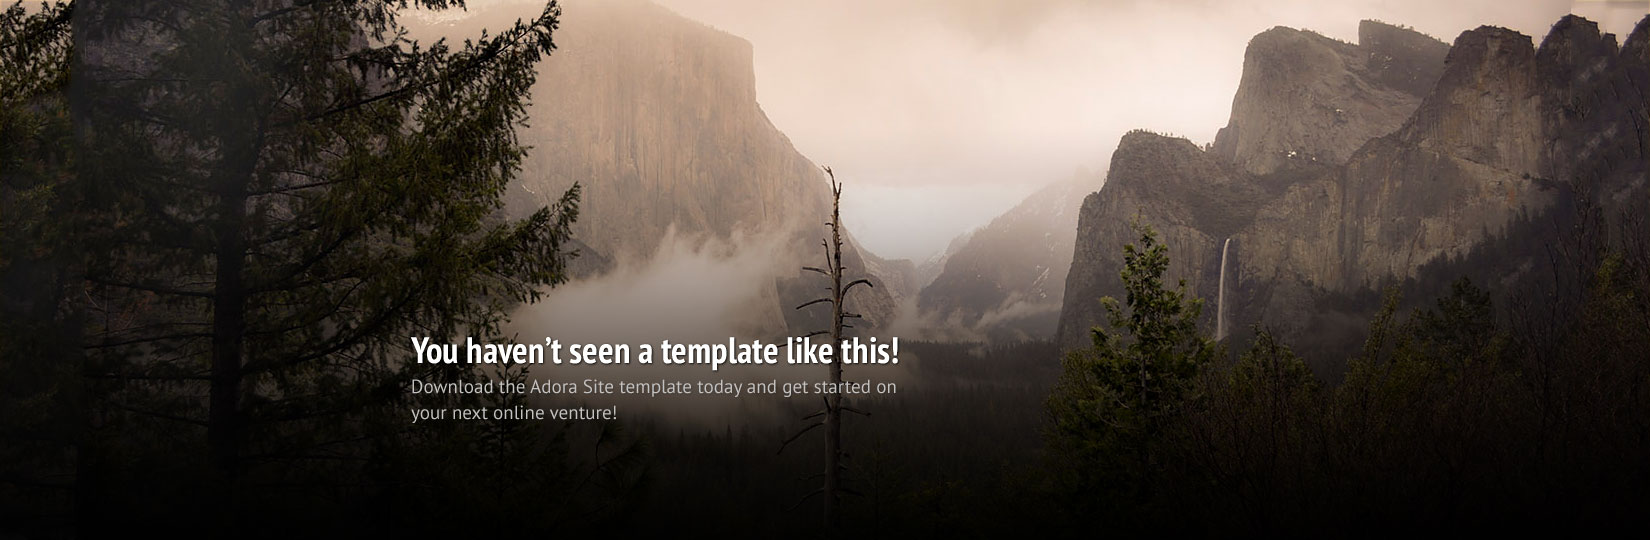 You haven’t seen a template like this!
Download the Adora Site template today and get started on
your next online venture!